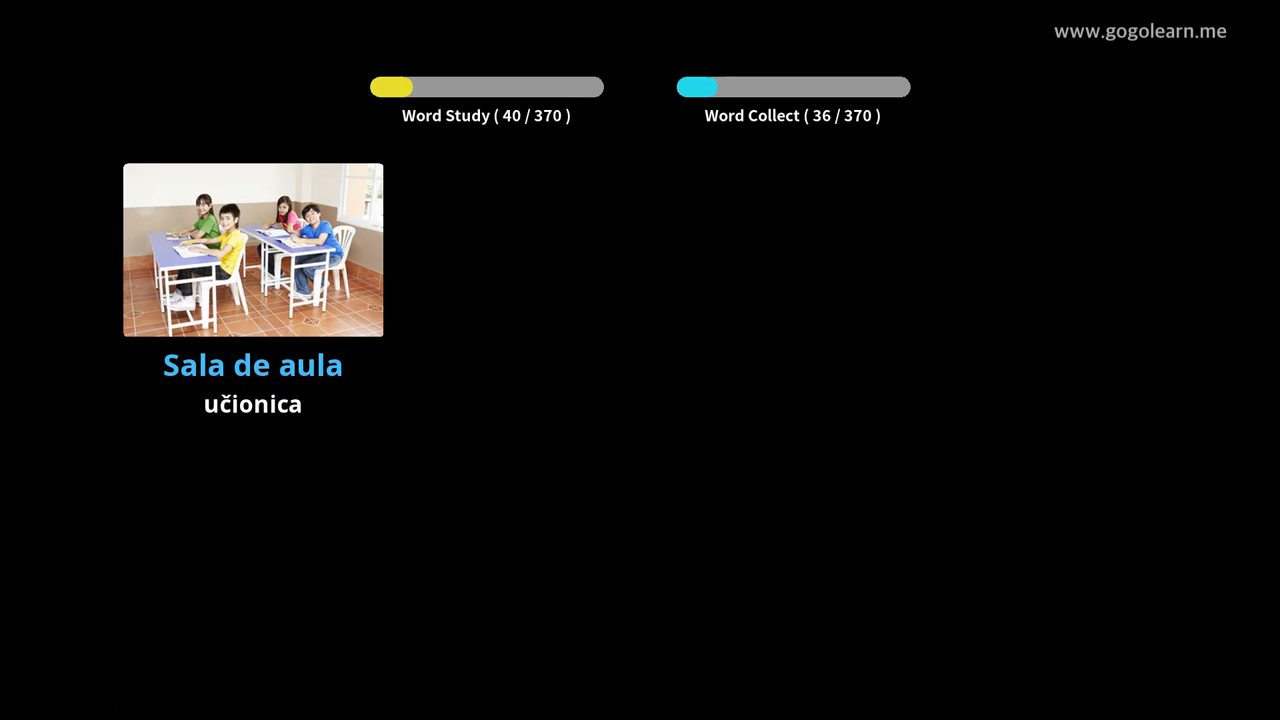 www.gogolearn.me
Word Study ( 40 / 370 )
Word Collect ( 36 / 370 )
Sala de aula
učionica